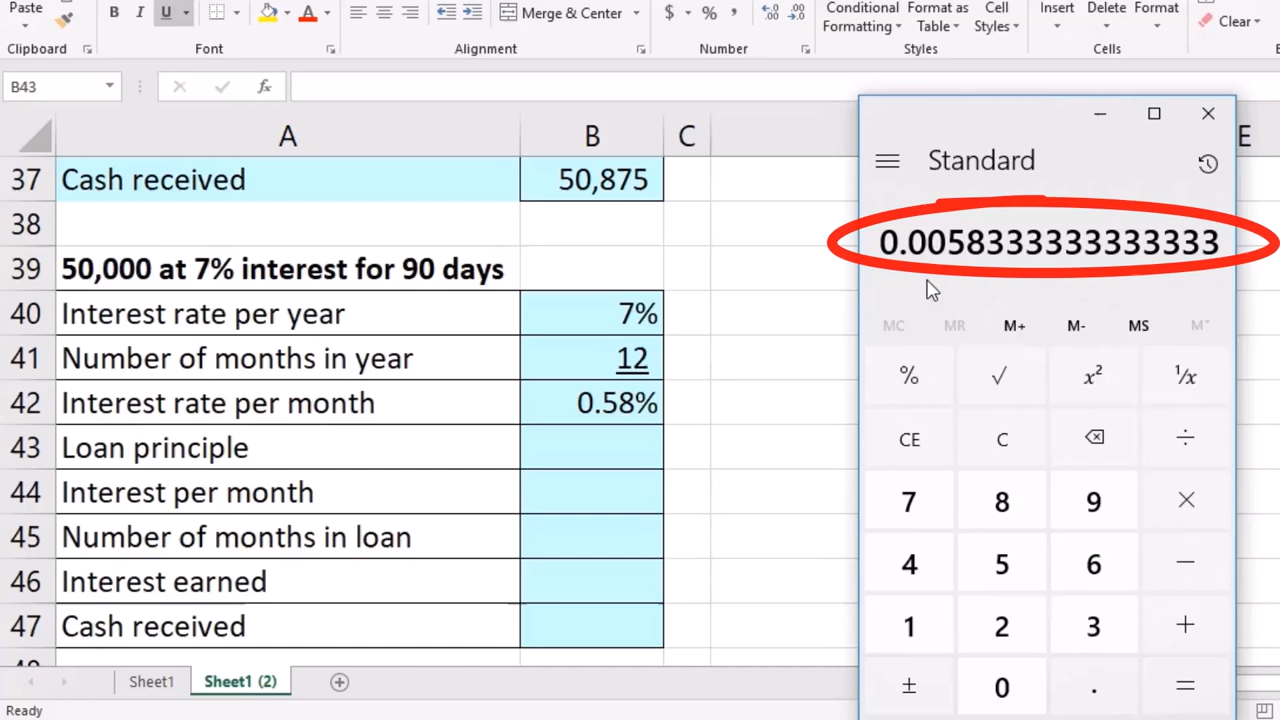 Paste
B I U
Merge & Center
$ % ,
Conditional Formatting
Format as Table
Cell Styles
Insert
Delete
Format
Clear
Clipboard
Font
Alignment
Number
Styles
Cells
B43
fx
A B C E
37 Cash received 50,875
38
39 50,000 at 7% interest for 90 days
40 Interest rate per year 7%
41 Number of months in year 12
42 Interest rate per month 0.58%
43 Loan principle
44 Interest per month
45 Number of months in loan
46 Interest earned
47 Cash received
Standard
0.0058333333333333
MC MR M+ M- MS M
% √ x² ¹/x
CE C ÷
7 8 9 ×
4 5 6 −
1 2 3 +
± 0 . =
Sheet1
Sheet1 (2)
Ready